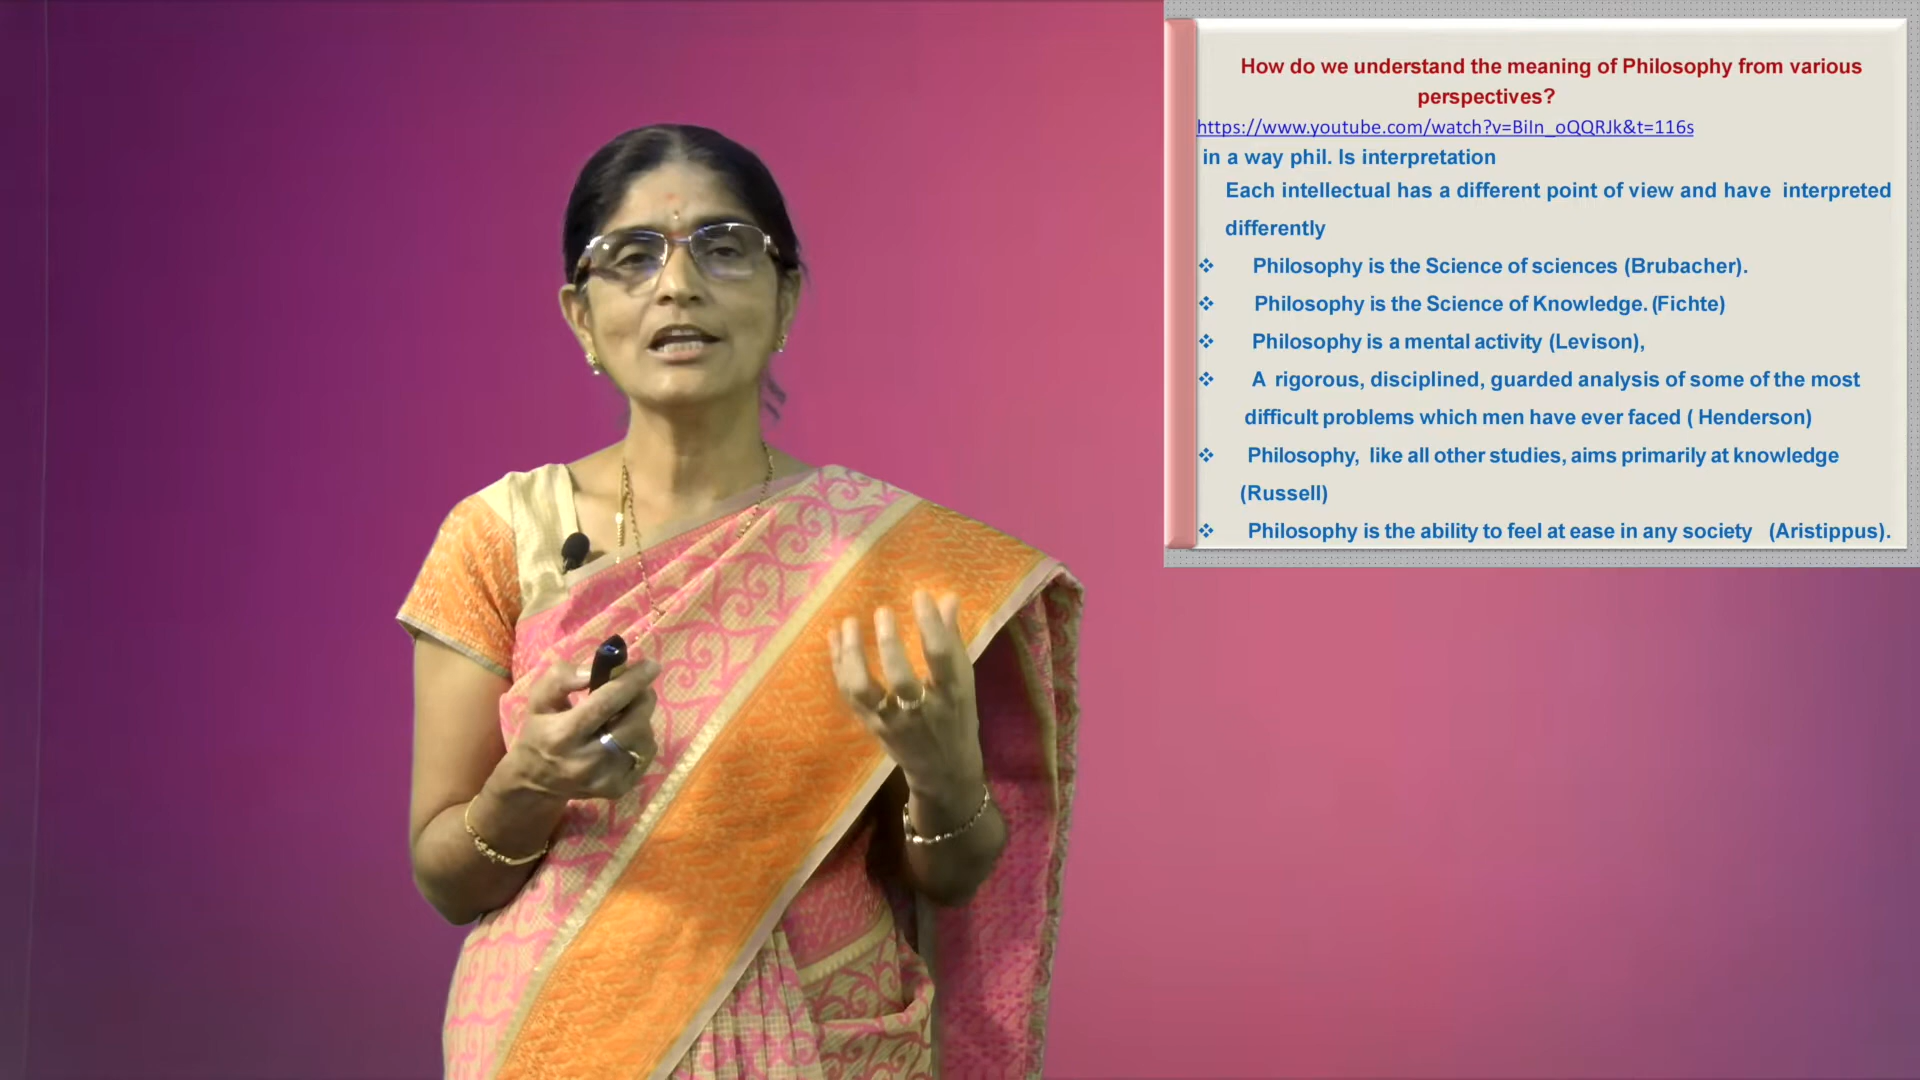 How do we understand the meaning of Philosophy from various
perspectives?
https://www.youtube.com/watch?v=BiIn_oQQRJk&t=116s
in a way phil. Is interpretation
Each intellectual has a different point of view and have interpreted
differently
❖ Philosophy is the Science of sciences (Brubacher).
❖ Philosophy is the Science of Knowledge. (Fichte)
❖ Philosophy is a mental activity (Levison),
❖ A rigorous, disciplined, guarded analysis of some of the most
difficult problems which men have ever faced ( Henderson)
❖ Philosophy, like all other studies, aims primarily at knowledge
(Russell)
❖ Philosophy is the ability to feel at ease in any society (Aristippus).